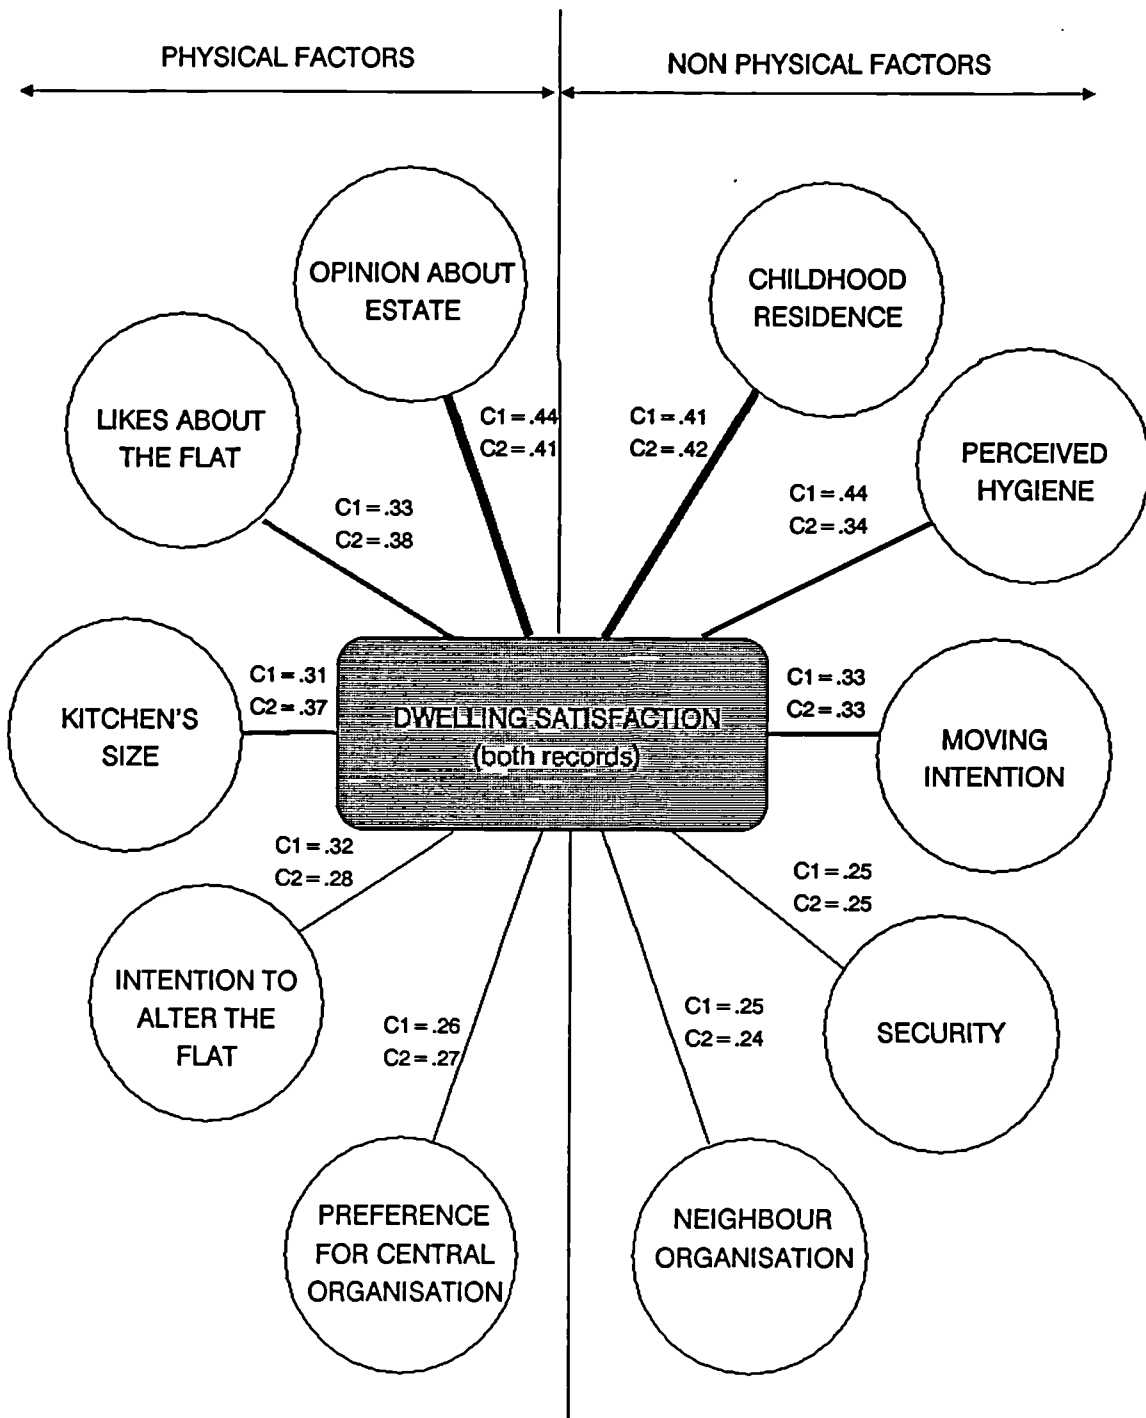 PHYSICAL FACTORS
NON PHYSICAL FACTORS
OPINION ABOUT
ESTATE
CHILDHOOD
RESIDENCE
LIKES ABOUT
THE FLAT
PERCEIVED
HYGIENE
C1=.44
C2=.41
C1=.41
C2=.42
C1=.33
C2=.38
C1=.44
C2=.34
KITCHEN'S
SIZE
C1=.31
C2=.37
DWELLING SATISFACTION
(both records)
C1=.33
C2=.33
MOVING
INTENTION
C1=.32
C2=.28
C1=.25
C2=.25
INTENTION TO
ALTER THE
FLAT
C1=.26
C2=.27
C1=.25
C2=.24
SECURITY
PREFERENCE
FOR CENTRAL
ORGANISATION
NEIGHBOUR
ORGANISATION